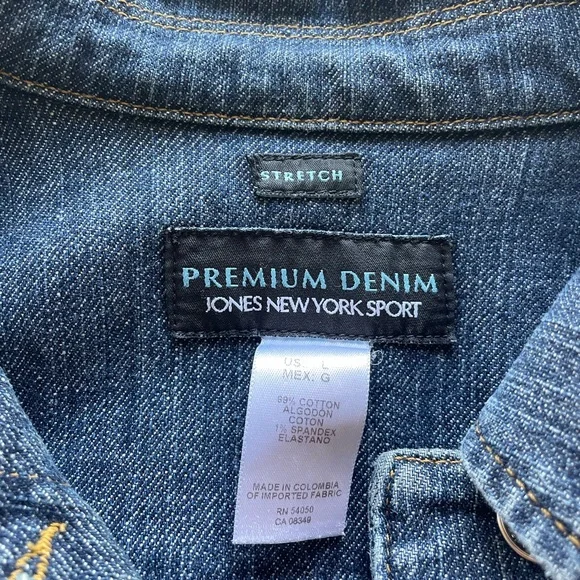 STRETCH
PREMIUM DENIM
JONES NEW YORK SPORT
US: L
MEX: G
99% COTTON
ALGODÓN
COTON
1% SPANDEX
ELASTANO
MADE IN COLOMBIA
OF IMPORTED FABRIC
RN 54050
CA 08349